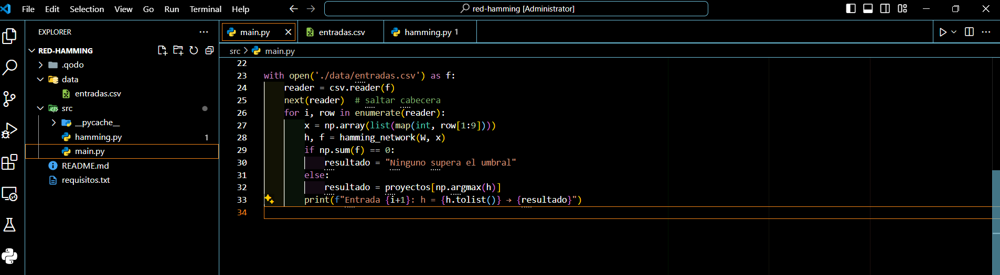 File Edit Selection View Go Run Terminal Help
red-hamming [Administrator]
EXPLORER
RED-HAMMING
.qodo
data
entradas.csv
src
__pycache__
hamming.py 1
main.py
README.md
requisitos.txt
main.py
entradas.csv
hamming.py 1
src > main.py
22
23 with open('./data/entradas.csv') as f:
24     reader = csv.reader(f)
25     next(reader)  # saltar cabecera
26     for i, row in enumerate(reader):
27         x = np.array(list(map(int, row[1:9])))
28         h, f = hamming_network(W, x)
29         if np.sum(f) == 0:
30             resultado = "Ninguno supera el umbral"
31         else:
32             resultado = proyectos[np.argmax(h)]
33         print(f"Entrada {i+1}: h = {h.tolist()} → {resultado}")
34